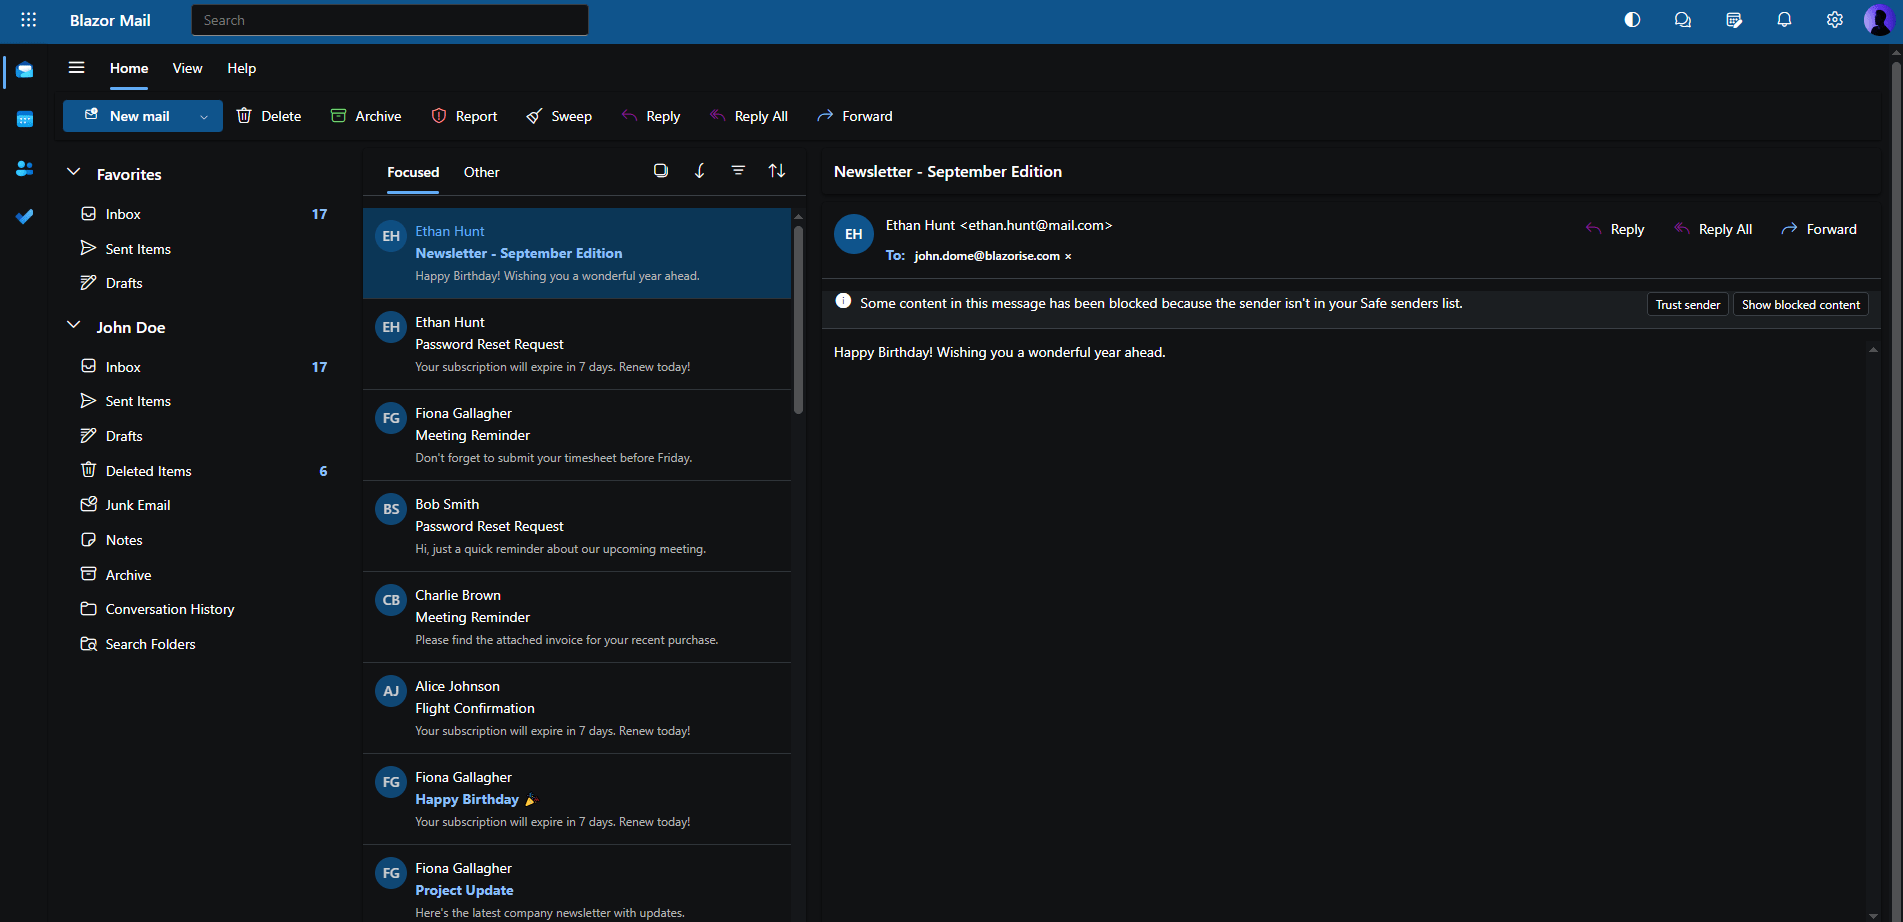 Blazor Mail
Search
Home View Help
New mail Delete Archive Report Sweep Reply Reply All Forward
Favorites
Inbox 17
Sent Items
Drafts
John Doe
Inbox 17
Sent Items
Drafts
Deleted Items 6
Junk Email
Notes
Archive
Conversation History
Search Folders
Focused Other
EH Ethan Hunt
Newsletter - September Edition
Happy Birthday! Wishing you a wonderful year ahead.
EH Ethan Hunt
Password Reset Request
Your subscription will expire in 7 days. Renew today!
FG Fiona Gallagher
Meeting Reminder
Don't forget to submit your timesheet before Friday.
BS Bob Smith
Password Reset Request
Hi, just a quick reminder about our upcoming meeting.
CB Charlie Brown
Meeting Reminder
Please find the attached invoice for your recent purchase.
AJ Alice Johnson
Flight Confirmation
Your subscription will expire in 7 days. Renew today!
FG Fiona Gallagher
Happy Birthday 🎉
Your subscription will expire in 7 days. Renew today!
FG Fiona Gallagher
Project Update
Here's the latest company newsletter with updates.
Newsletter - September Edition
EH Ethan Hunt <ethan.hunt@mail.com>
To: john.dome@blazorise.com ×
Reply Reply All Forward
Some content in this message has been blocked because the sender isn't in your Safe senders list.
Trust sender Show blocked content
Happy Birthday! Wishing you a wonderful year ahead.